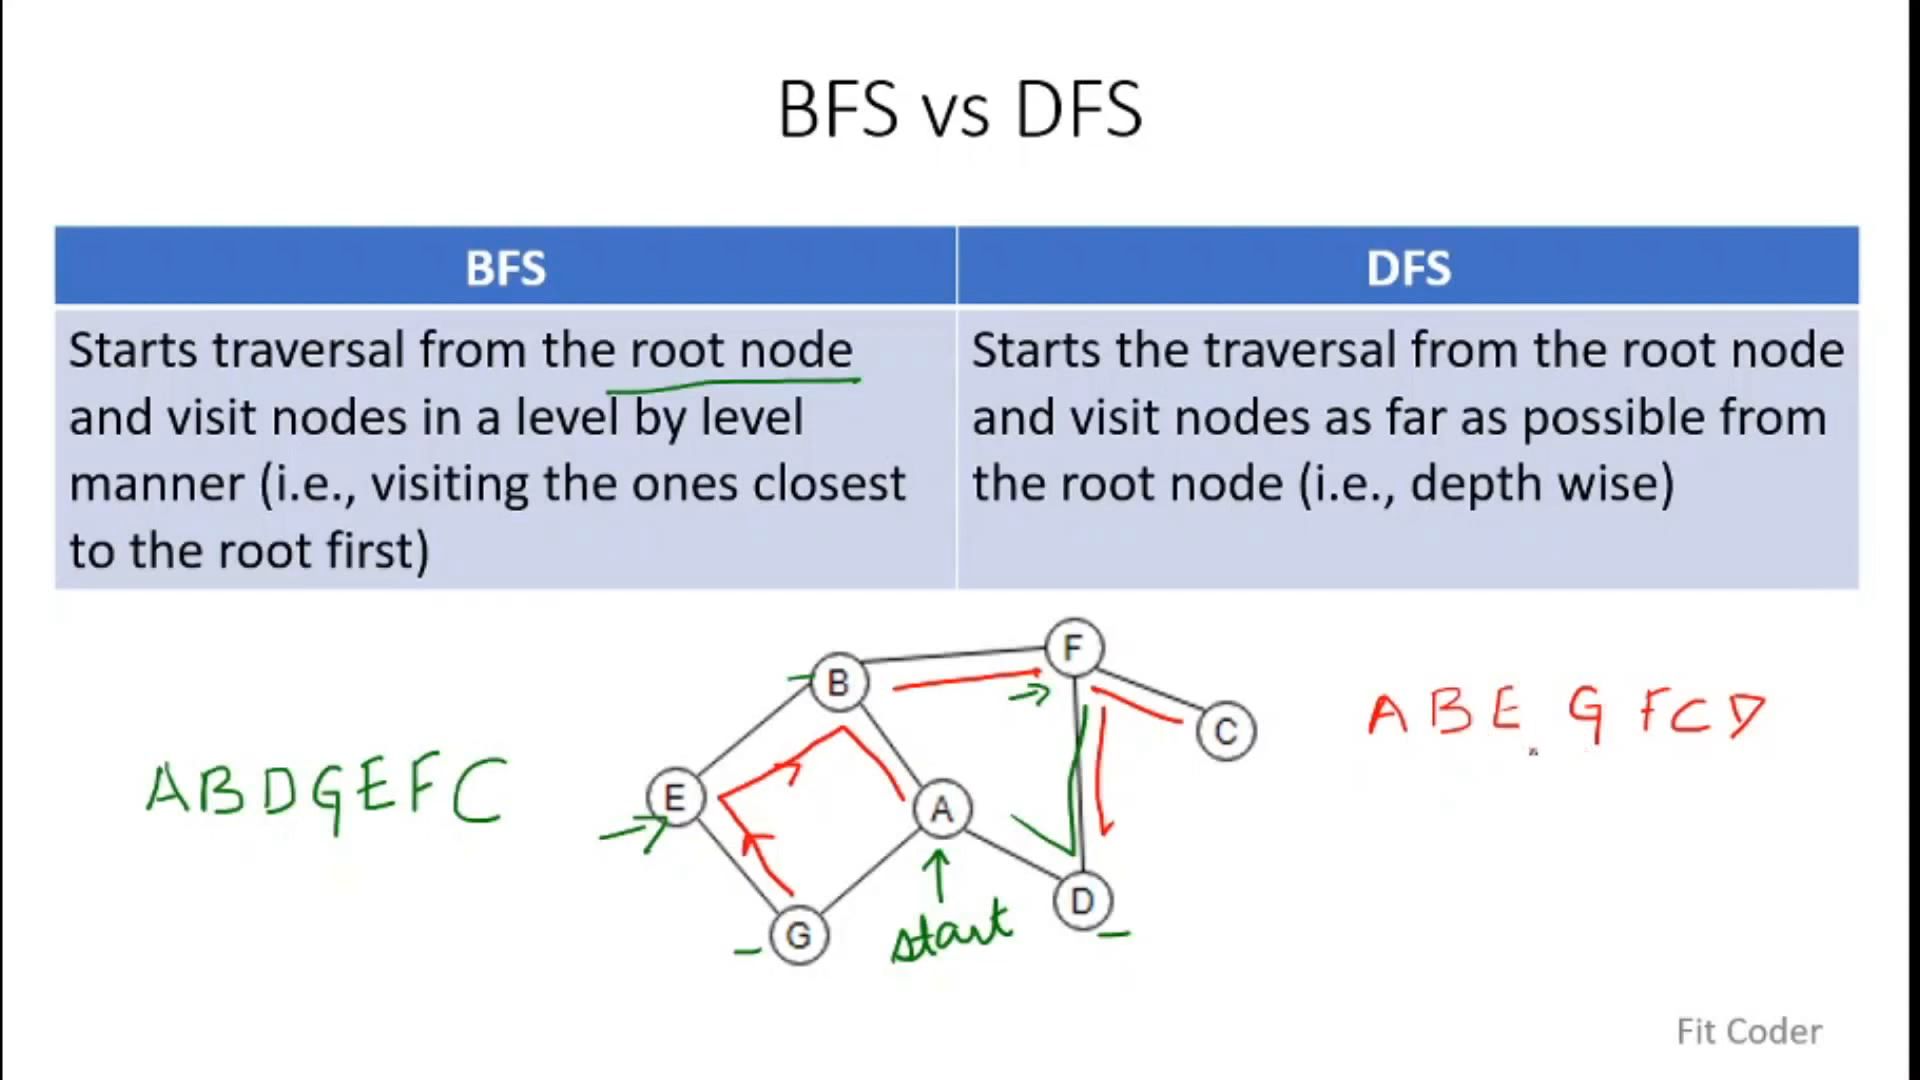 BFS vs DFS
BFS
DFS
Starts traversal from the root node
and visit nodes in a level by level
manner (i.e., visiting the ones closest
to the root first)
Starts the traversal from the root node
and visit nodes as far as possible from
the root node (i.e., depth wise)
F
B
C
A B E G F C D
A B D G E F C
E
A
D
start
G
Fit Coder